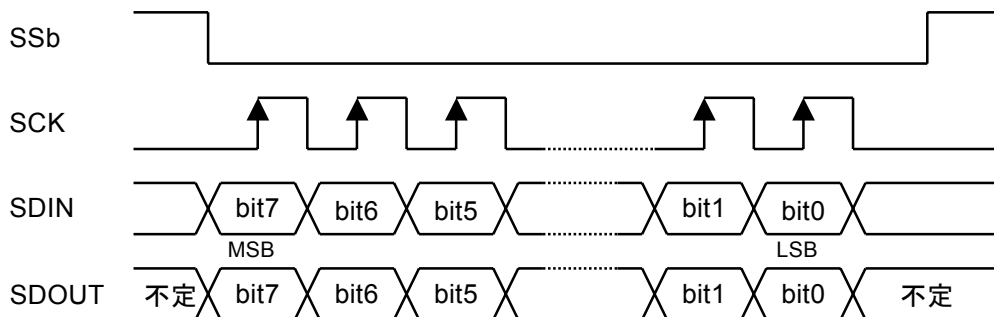 SSb
SCK
SDIN bit7 bit6 bit5 bit1 bit0
MSB LSB
SDOUT 不定 bit7 bit6 bit5 bit1 bit0 不定